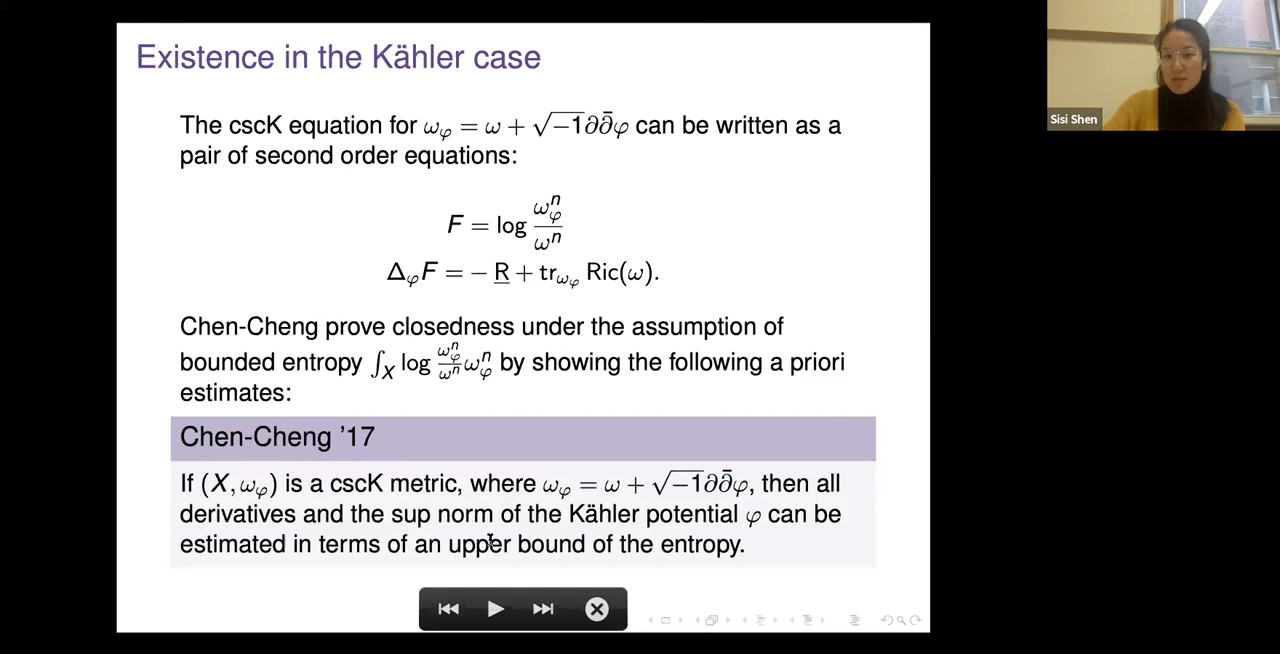 Existence in the Kähler case
Sisi Shen
The cscK equation for ω_φ = ω + √−1∂∂̄φ can be written as a
pair of second order equations:
F = log ω_φ^n / ω^n
Δ_φF = − R̲ + tr_{ω_φ} Ric(ω).
Chen-Cheng prove closedness under the assumption of
bounded entropy ∫_X log ω_φ^n/ω^n ω_φ^n by showing the following a priori
estimates:
Chen-Cheng ’17
If (X, ω_φ) is a cscK metric, where ω_φ = ω + √−1∂∂̄φ, then all
derivatives and the sup norm of the Kähler potential φ can be
estimated in terms of an upper bound of the entropy.